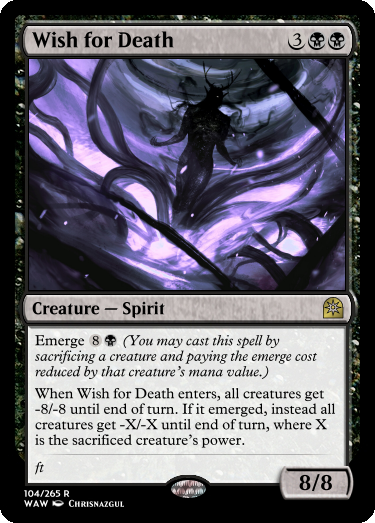 Wish for Death 3
Creature — Spirit
Emerge 8 (You may cast this spell by
sacrificing a creature and paying the emerge cost
reduced by that creature's mana value.)
When Wish for Death enters, all creatures get
-8/-8 until end of turn. If it emerged, instead all
creatures get -X/-X until end of turn, where X
is the sacrificed creature's power.
ft
8/8
104/265 R
WAW Chrisnazgul